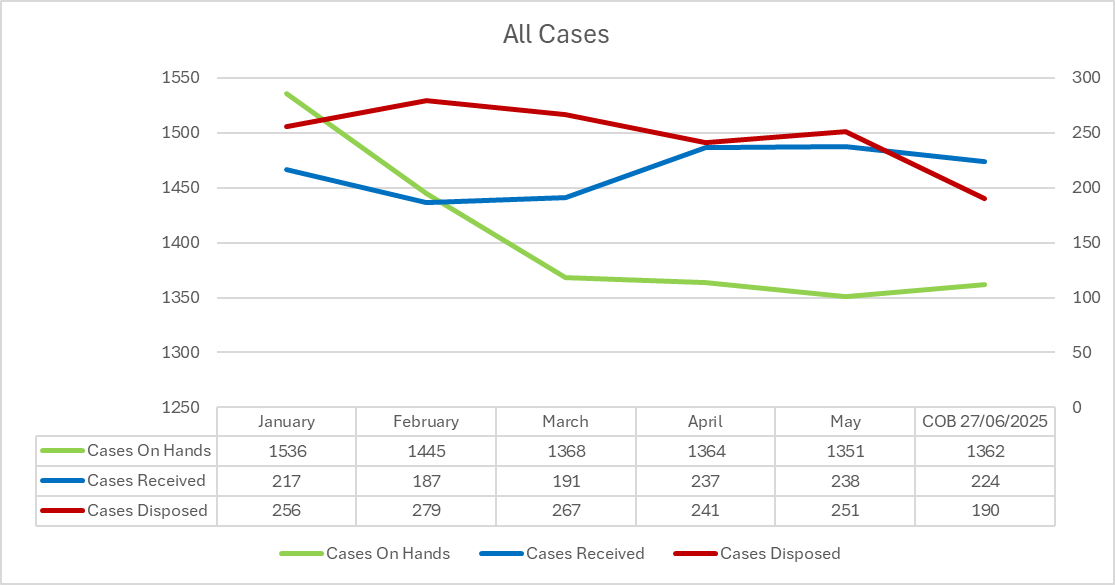 All Cases
1550 300
1500 250
1450 200
1400 150
1350 100
1300 50
1250 0
January February March April May COB 27/06/2025
Cases On Hands 1536 1445 1368 1364 1351 1362
Cases Received 217 187 191 237 238 224
Cases Disposed 256 279 267 241 251 190
Cases On Hands Cases Received Cases Disposed